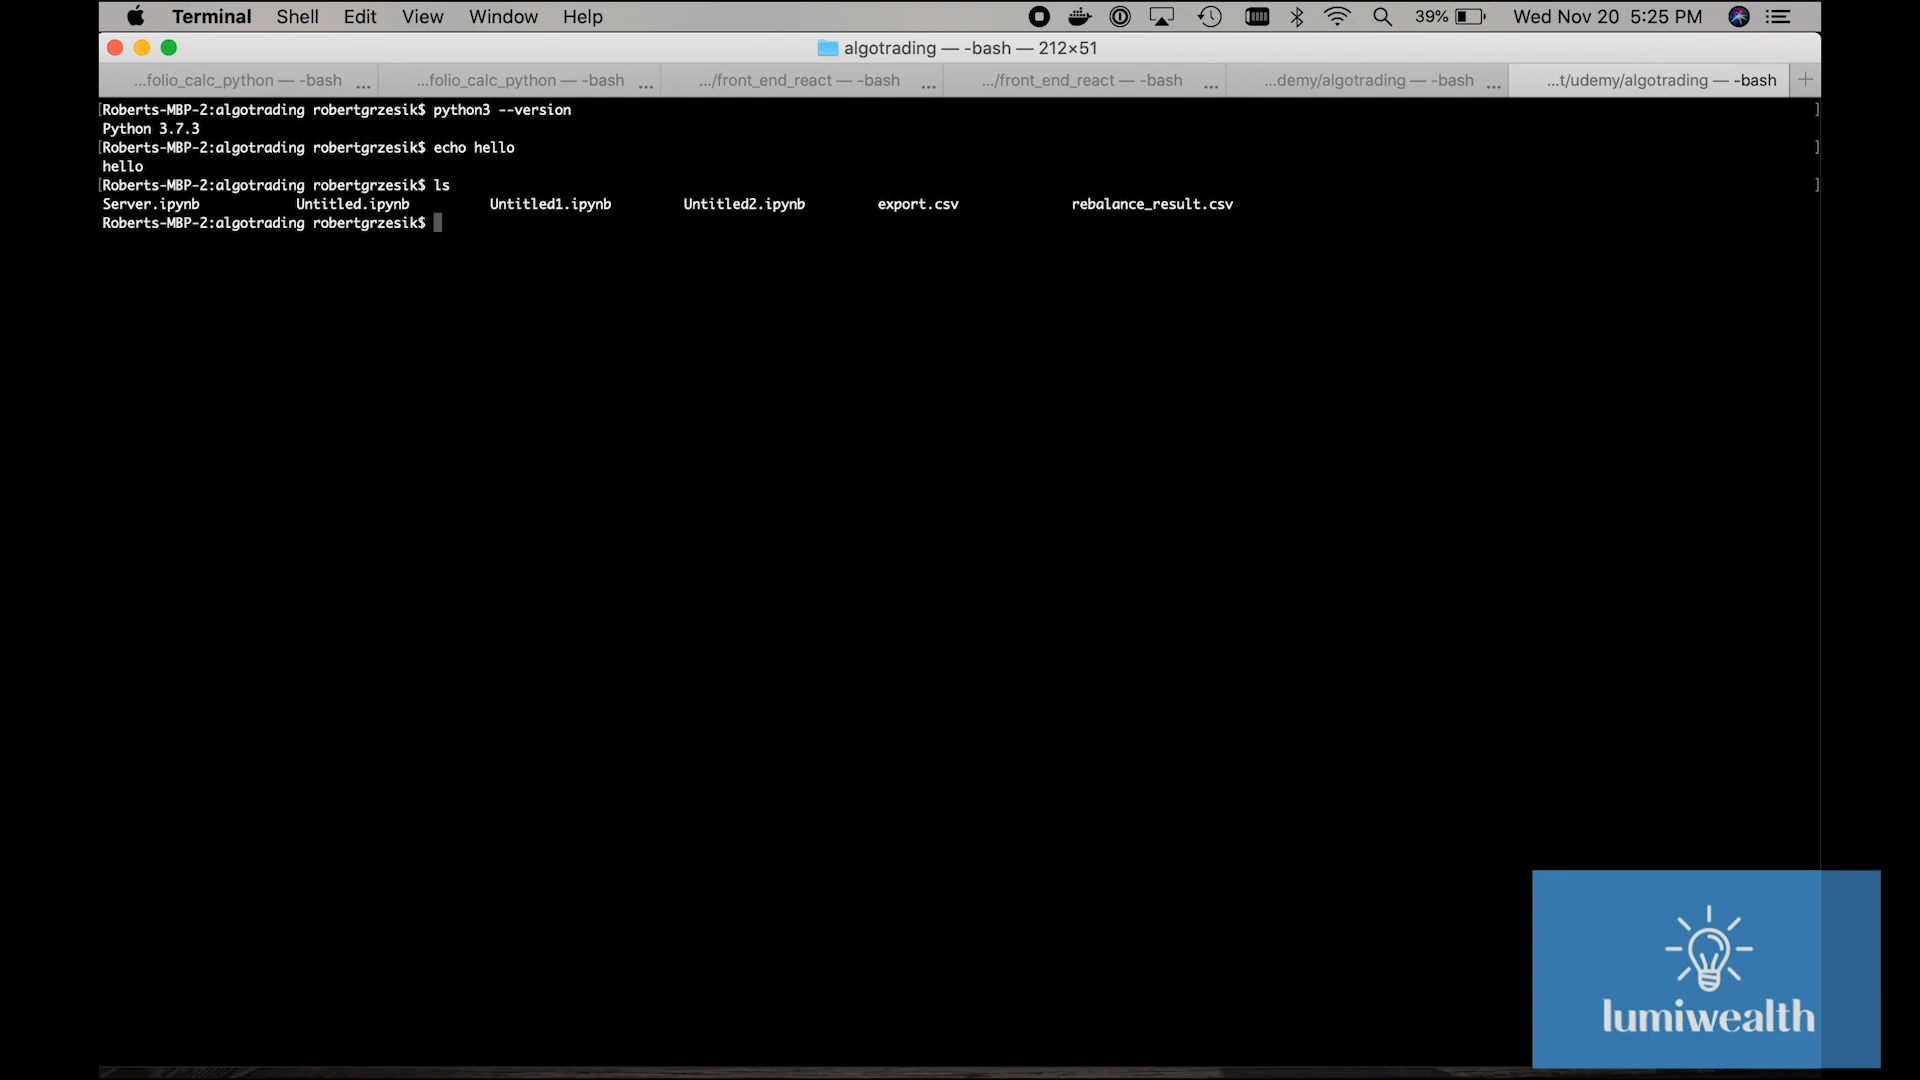 Terminal Shell Edit View Window Help 39% Wed Nov 20 5:25 PM
algotrading — -bash — 212×51
...folio_calc_python — -bash ... ...folio_calc_python — -bash ... .../front_end_react — -bash ... .../front_end_react — -bash ... ...demy/algotrading — -bash ... ...t/udemy/algotrading — -bash +
[Roberts-MBP-2:algotrading robertgrzesik$ python3 --version ]
Python 3.7.3
[Roberts-MBP-2:algotrading robertgrzesik$ echo hello ]
hello
[Roberts-MBP-2:algotrading robertgrzesik$ ls ]
Server.ipynb Untitled.ipynb Untitled1.ipynb Untitled2.ipynb export.csv rebalance_result.csv
Roberts-MBP-2:algotrading robertgrzesik$
lumiwealth